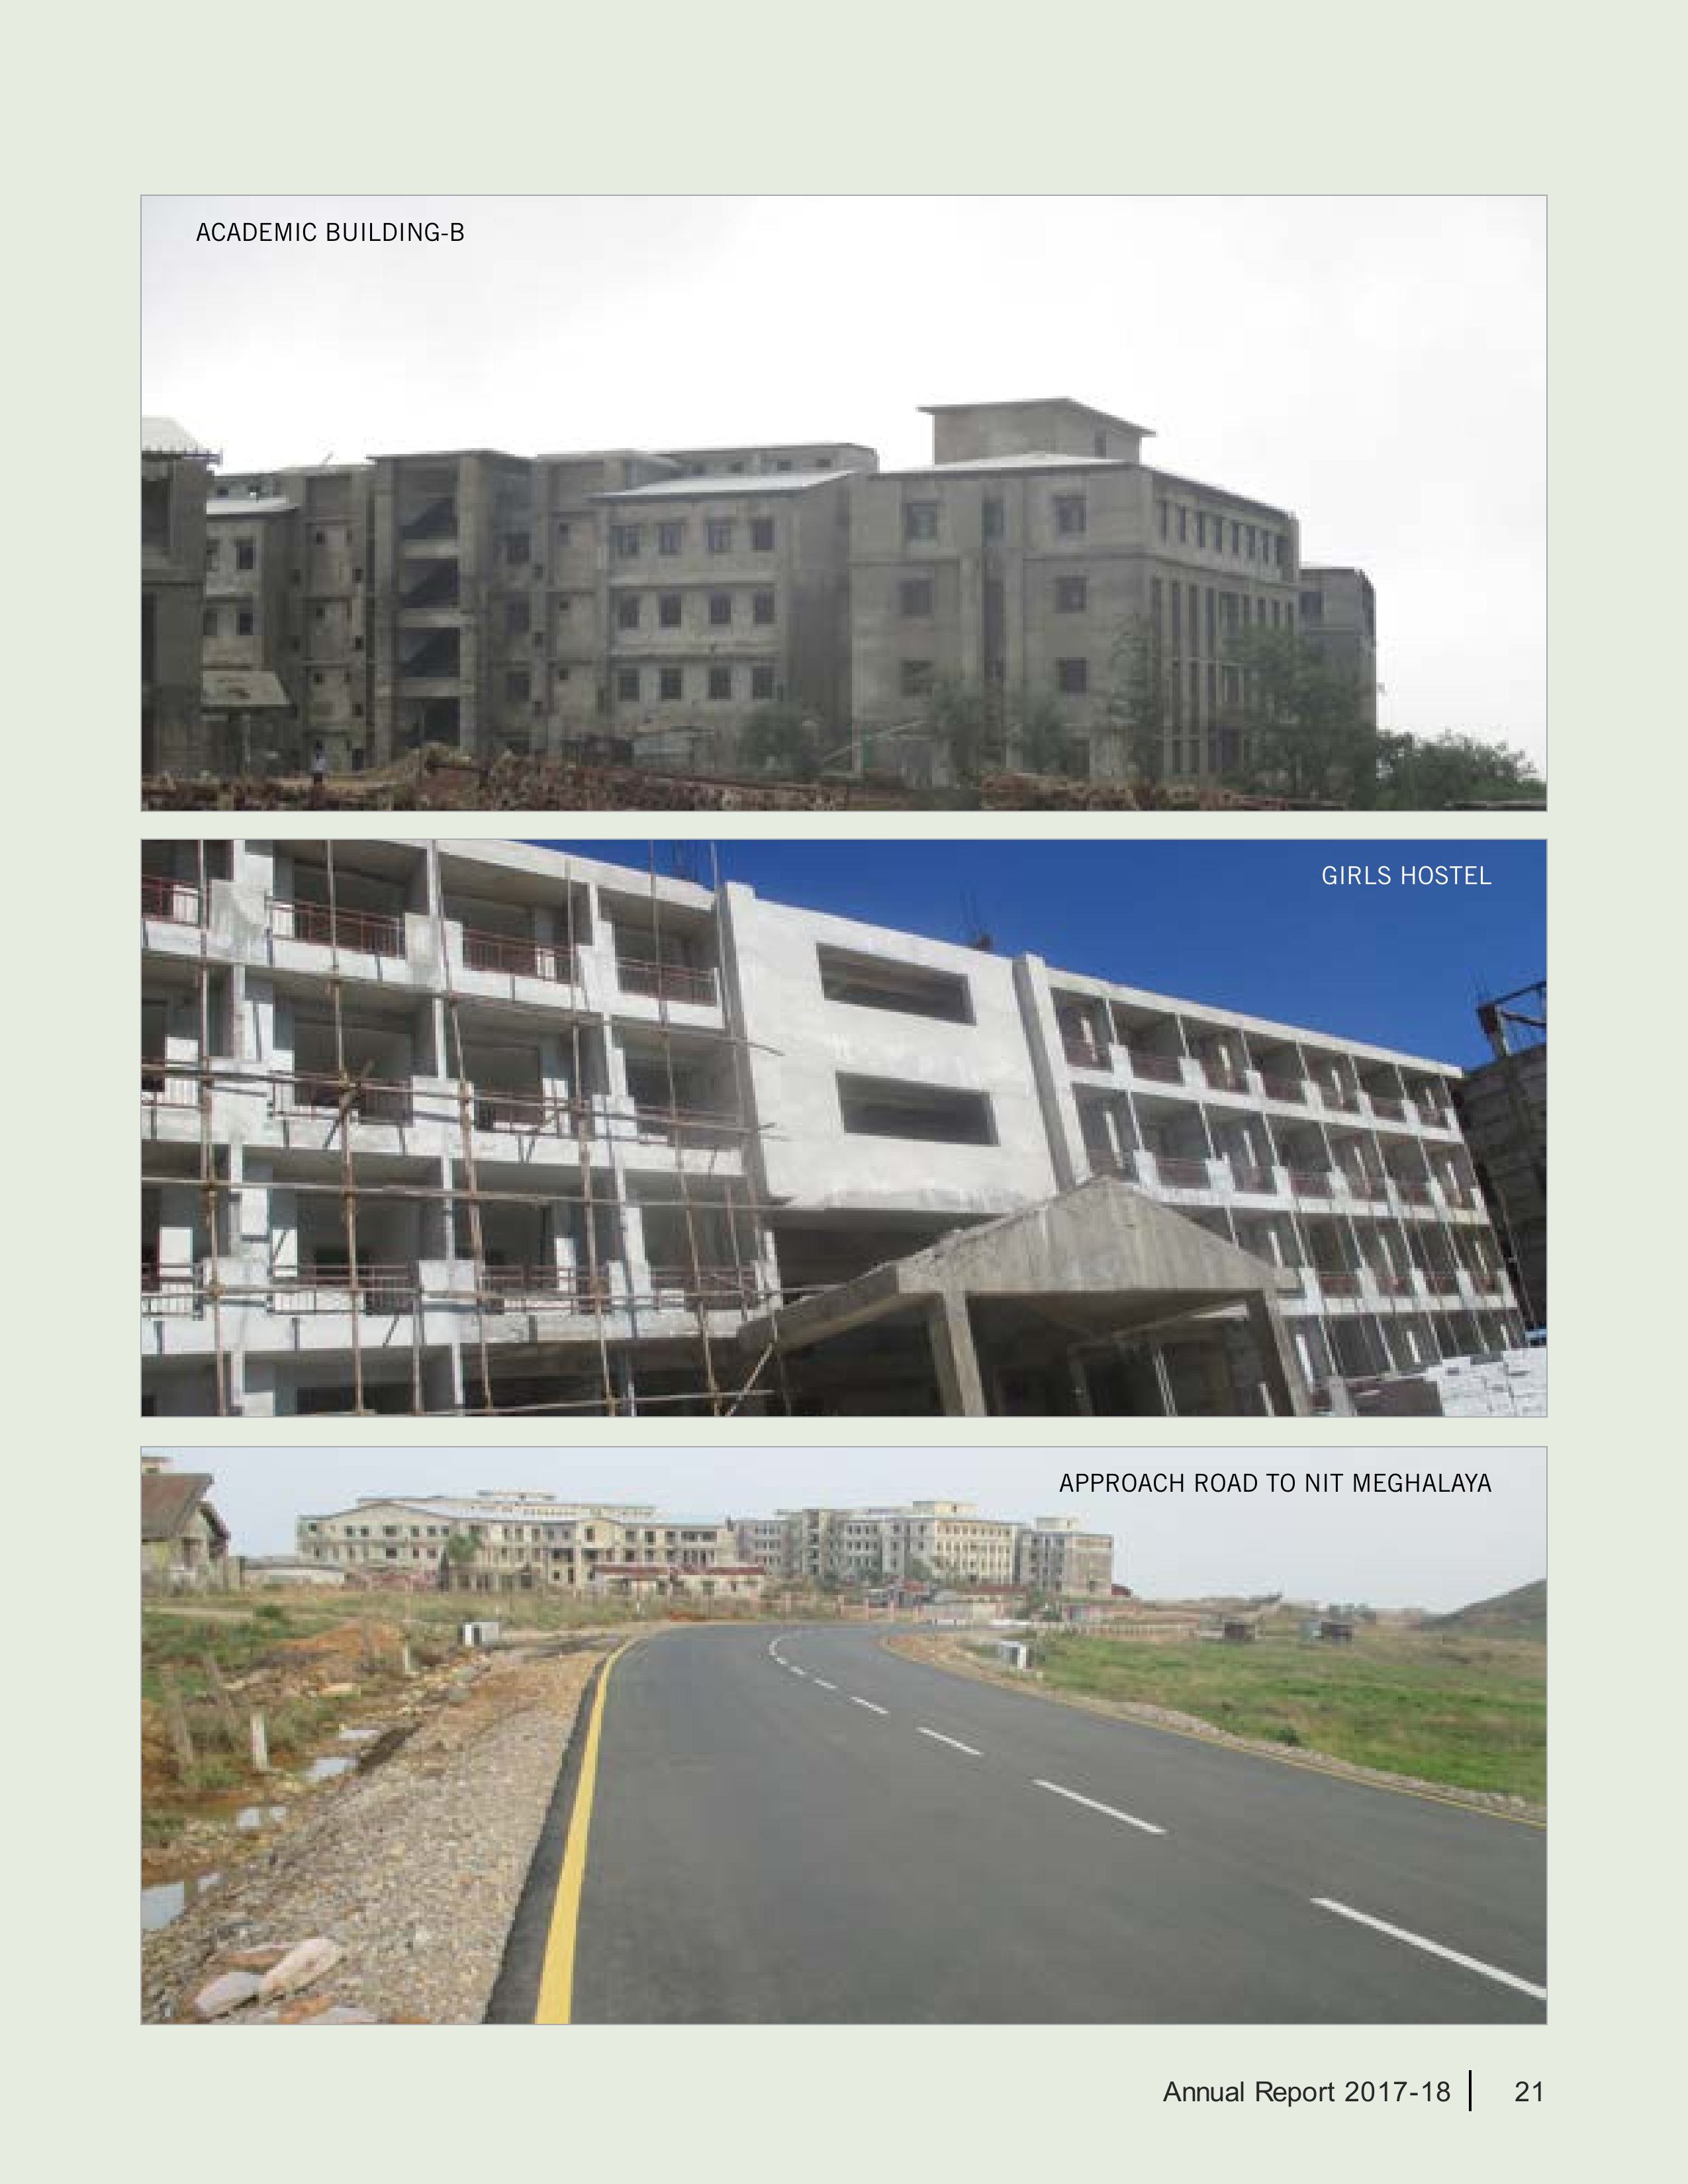 ACADEMIC BUILDING-B
GIRLS HOSTEL
APPROACH ROAD TO NIT MEGHALAYA
Annual Report 2017-18 | 21